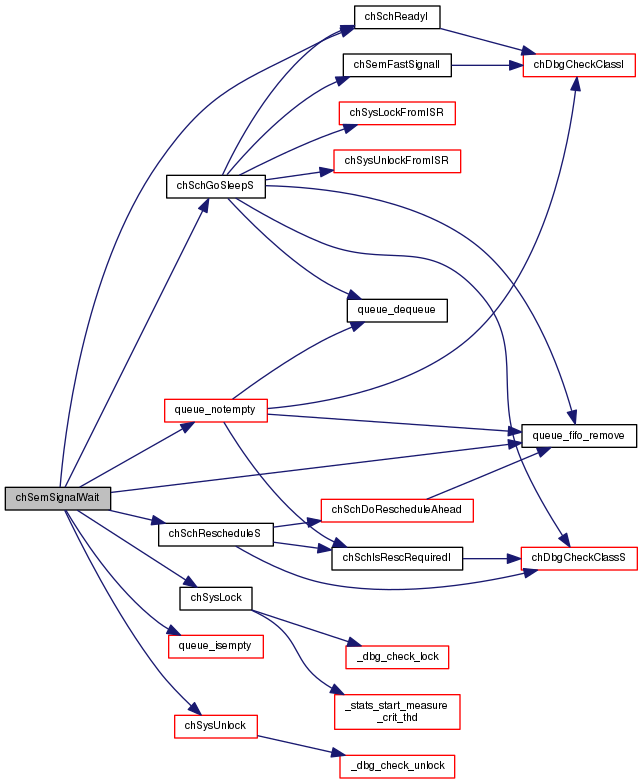 chSchReadyI
chSemFastSignalI
chDbgCheckClassI
chSysLockFromISR
chSysUnlockFromISR
chSchGoSleepS
queue_dequeue
queue_notempty
queue_fifo_remove
chSemSignalWait
chSchDoRescheduleAhead
chSchRescheduleS
chSchIsRescRequiredI
chDbgCheckClassS
chSysLock
queue_isempty
_dbg_check_lock
_stats_start_measure
_crit_thd
chSysUnlock
_dbg_check_unlock